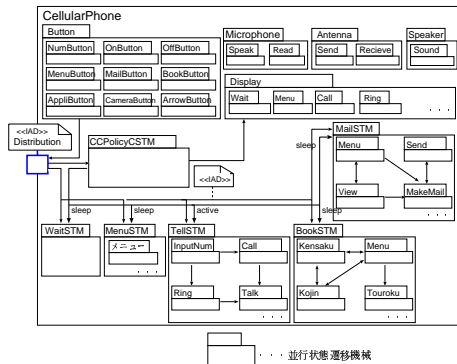 CellularPhone
Button
NumButton OnButton OffButton
MenuButton MailButton BookButton
AppliButton CameraButton ArrowButton
Microphone
Speak Read
Antenna
Send Recieve
Speaker
Sound
Display
Wait Menu Call Ring
. . .
<<IAD>>
Distribution
CCPolicyCSTM
<<IAD>>
MailSTM
Menu Send
View MakeMail
. . .
sleep
sleep sleep active sleep
WaitSTM
MenuSTM
メニュー
. . .
TellSTM
InputNum Call
Ring Talk
. . .
BookSTM
Kensaku Menu
Kojin Touroku
. . .
・・・並行状態遷移機械